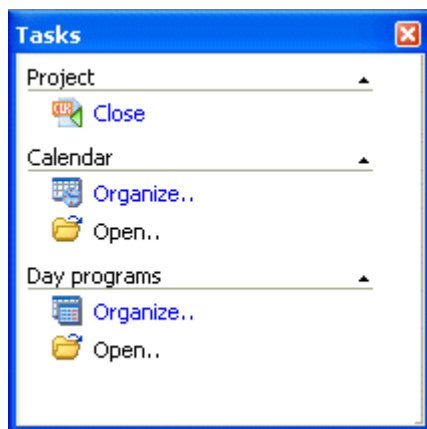 Tasks
Project
Close
Calendar
Organize..
Open..
Day programs
Organize..
Open..